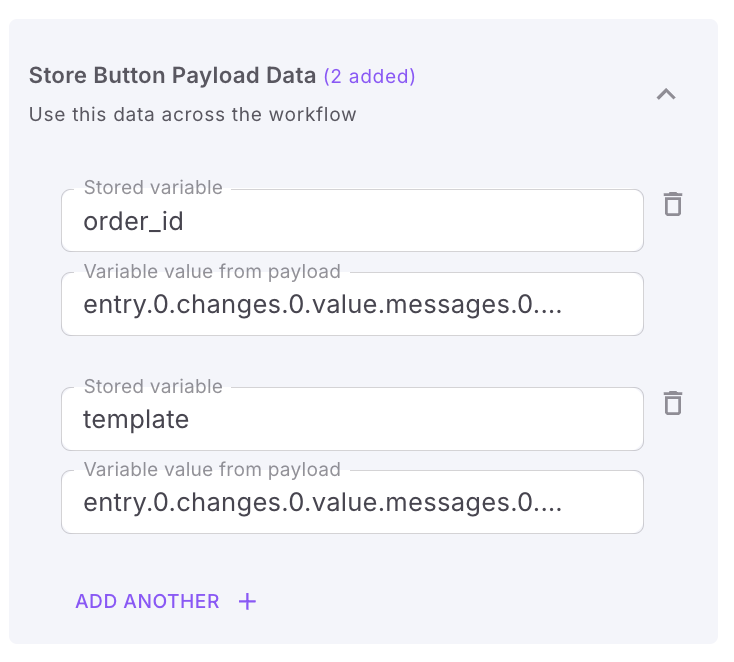 Store Button Payload Data (2 added)
Use this data across the workflow
Stored variable
order_id
Variable value from payload
entry.0.changes.0.value.messages.0....
Stored variable
template
Variable value from payload
entry.0.changes.0.value.messages.0....
ADD ANOTHER +